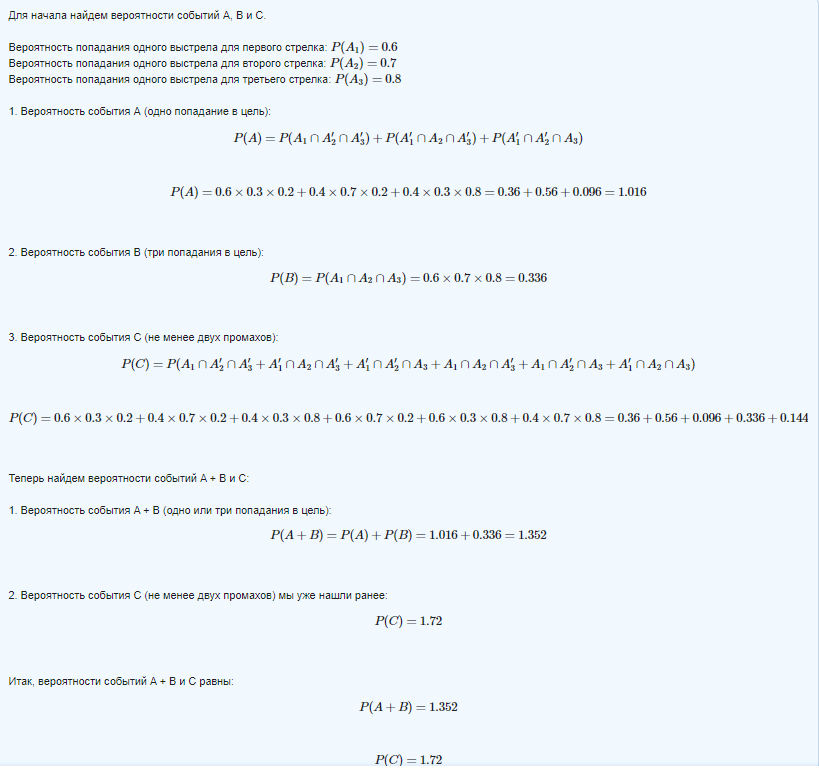 Для начала найдем вероятности событий A, B и C.
Вероятность попадания одного выстрела для первого стрелка: P(A₁) = 0.6
Вероятность попадания одного выстрела для второго стрелка: P(A₂) = 0.7
Вероятность попадания одного выстрела для третьего стрелка: P(A₃) = 0.8
1. Вероятность события A (одно попадание в цель):
P(A) = P(A₁ ∩ A′₂ ∩ A′₃) + P(A′₁ ∩ A₂ ∩ A′₃) + P(A′₁ ∩ A′₂ ∩ A₃)
P(A) = 0.6 × 0.3 × 0.2 + 0.4 × 0.7 × 0.2 + 0.4 × 0.3 × 0.8 = 0.36 + 0.56 + 0.096 = 1.016
2. Вероятность события B (три попадания в цель):
P(B) = P(A₁ ∩ A₂ ∩ A₃) = 0.6 × 0.7 × 0.8 = 0.336
3. Вероятность события C (не менее двух промахов):
P(C) = P(A₁ ∩ A′₂ ∩ A′₃ + A′₁ ∩ A₂ ∩ A′₃ + A′₁ ∩ A′₂ ∩ A₃ + A₁ ∩ A₂ ∩ A′₃ + A₁ ∩ A′₂ ∩ A₃ + A′₁ ∩ A₂ ∩ A₃)
P(C) = 0.6 × 0.3 × 0.2 + 0.4 × 0.7 × 0.2 + 0.4 × 0.3 × 0.8 + 0.6 × 0.7 × 0.2 + 0.6 × 0.3 × 0.8 + 0.4 × 0.7 × 0.8 = 0.36 + 0.56 + 0.096 + 0.336 + 0.144
Теперь найдем вероятности событий A + B и C:
1. Вероятность события A + B (одно или три попадания в цель):
P(A + B) = P(A) + P(B) = 1.016 + 0.336 = 1.352
2. Вероятность события C (не менее двух промахов) мы уже нашли ранее:
P(C) = 1.72
Итак, вероятности событий A + B и C равны:
P(A + B) = 1.352
P(C) = 1.72